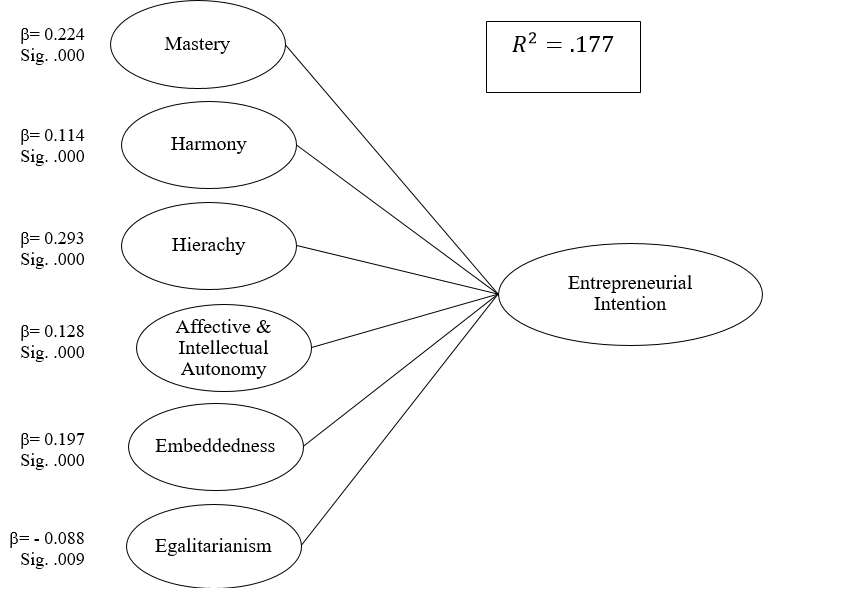 β= 0.224
Sig. .000
Mastery
R² = .177
β= 0.114
Sig. .000
Harmony
β= 0.293
Sig. .000
Hierachy
Entrepreneurial
Intention
β= 0.128
Sig. .000
Affective &
Intellectual
Autonomy
β= 0.197
Sig. .000
Embeddedness
β= - 0.088
Sig. .009
Egalitarianism